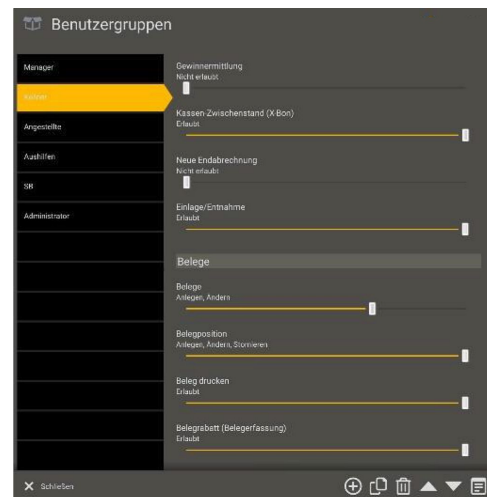 Benutzergruppen
Manager
Angestellte
Aushilfen
SB
Administrator
Gewinnermittlung
Nicht erlaubt
Kassen-Zwischenstand (X-Bon)
Erlaubt
Neue Endabrechnung
Nicht erlaubt
Einlage/Entnahme
Erlaubt
Belege
Belege
Anlegen, Ändern
Belegposition
Anlegen, Ändern, Stornieren
Beleg drucken
Erlaubt
Belegrabatt (Belegerfassung)
Erlaubt
Schließen